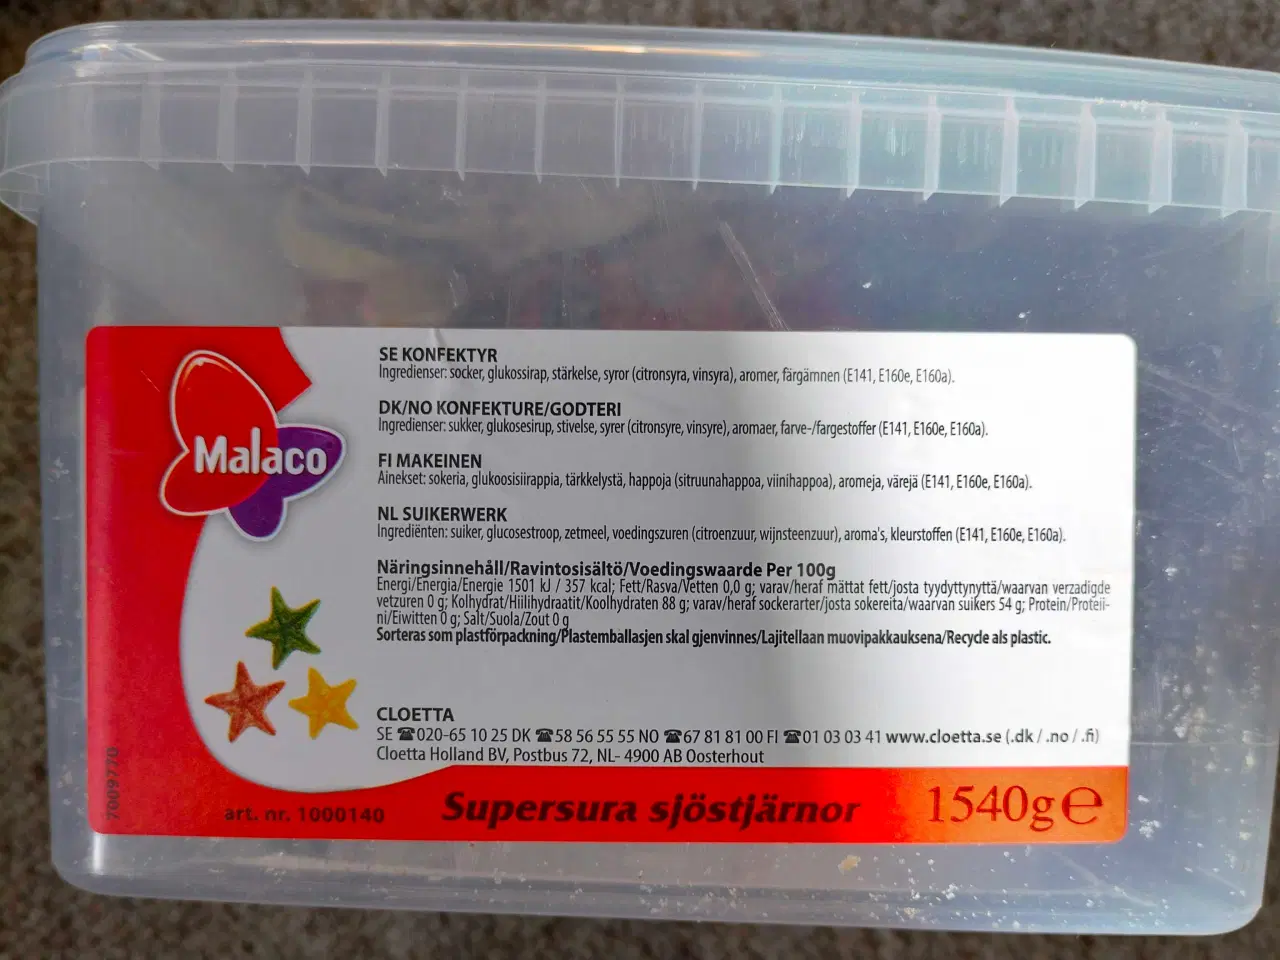 Malaco
SE KONFEKTYR
Ingredienser: socker, glukossirap, stärkelse, syror (citronsyra, vinsyra), aromer, färgämnen (E141, E160e, E160a).
DK/NO KONFEKTURE/GODTERI
Ingredienser: sukker, glukosesirup, stivelse, syrer (citronsyre, vinsyre), aromaer, farve-/fargestoffer (E141, E160e, E160a).
FI MAKEINEN
Ainekset: sokeria, glukoosisiirappia, tärkkelystä, happoja (sitruunahappoa, viinihappoa), aromeja, värejä (E141, E160e, E160a).
NL SUIKERWERK
Ingrediënten: suiker, glucosestroop, zetmeel, voedingszuren (citroenzuur, wijnsteenzuur), aroma's, kleurstoffen (E141, E160e, E160a).
Näringsinnehåll/Ravintosisältö/Voedingswaarde Per 100g
Energi/Energia/Energie 1501 kJ / 357 kcal; Fett/Rasva/Vetten 0,0 g; varav/heraf mättat fett/josta tyydyttynyttä/waarvan verzadigde
vetzuren 0 g; Kolhydrat/Hiilihydraatit/Koolhydraten 88 g; varav/heraf sockerarter/josta sokereita/waarvan suikers 54 g; Protein/Proteii-
ni/Eiwitten 0 g; Salt/Suola/Zout 0 g
Sorteras som plastförpackning/Plastemballasjen skal gjenvinnes/Lajitellaan muovipakkauksena/Recycle als plastic.
CLOETTA
SE ☎020-65 10 25 DK ☎58 56 55 55 NO ☎67 81 81 00 FI ☎01 03 03 41 www.cloetta.se (.dk / .no / .fi)
Cloetta Holland BV, Postbus 72, NL- 4900 AB Oosterhout
7009770
art. nr. 1000140
Supersura sjöstjärnor
1540g℮